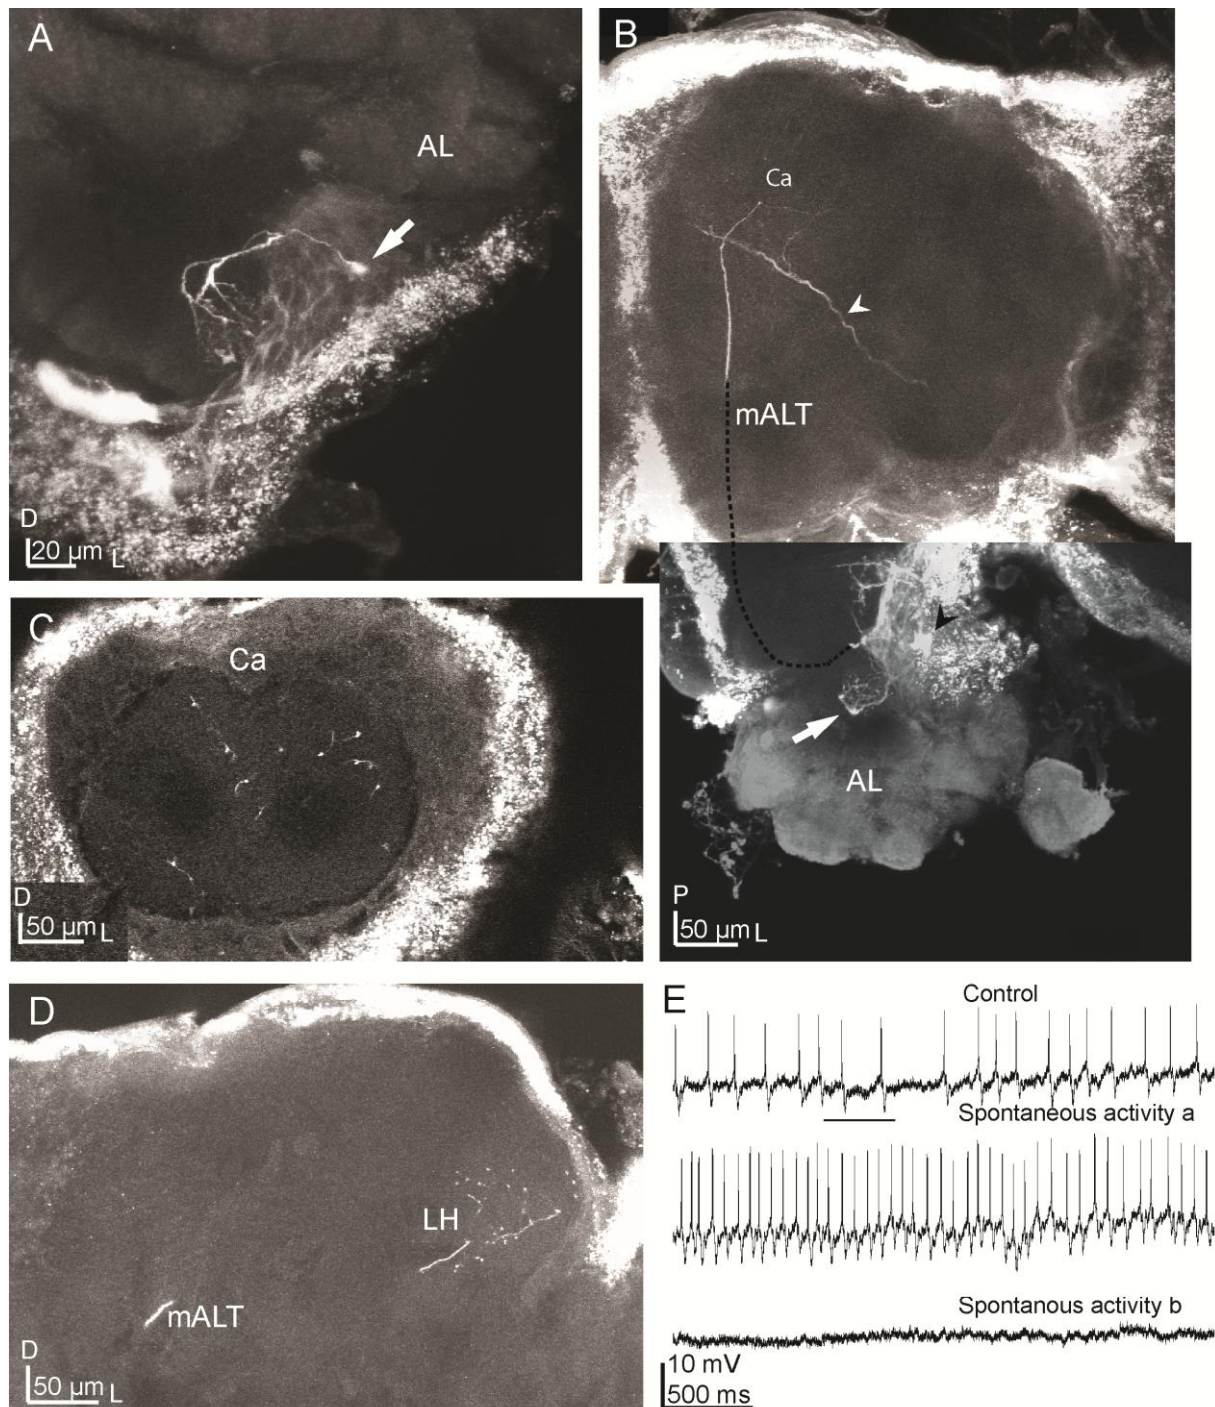 A
AL
D
20 µm L
B
Ca
mALT
AL
P
50 µm L
C
Ca
D
50 µm L
D
LH
mALT
D
50 µm L
E
Control
Spontaneous activity a
Spontanous activity b
10 mV
500 ms